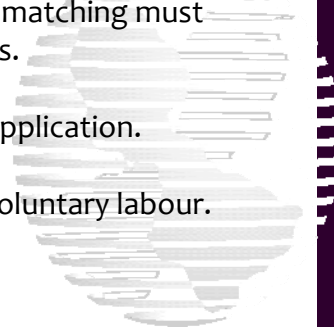 matching must
s.
pplication.
oluntary labour.